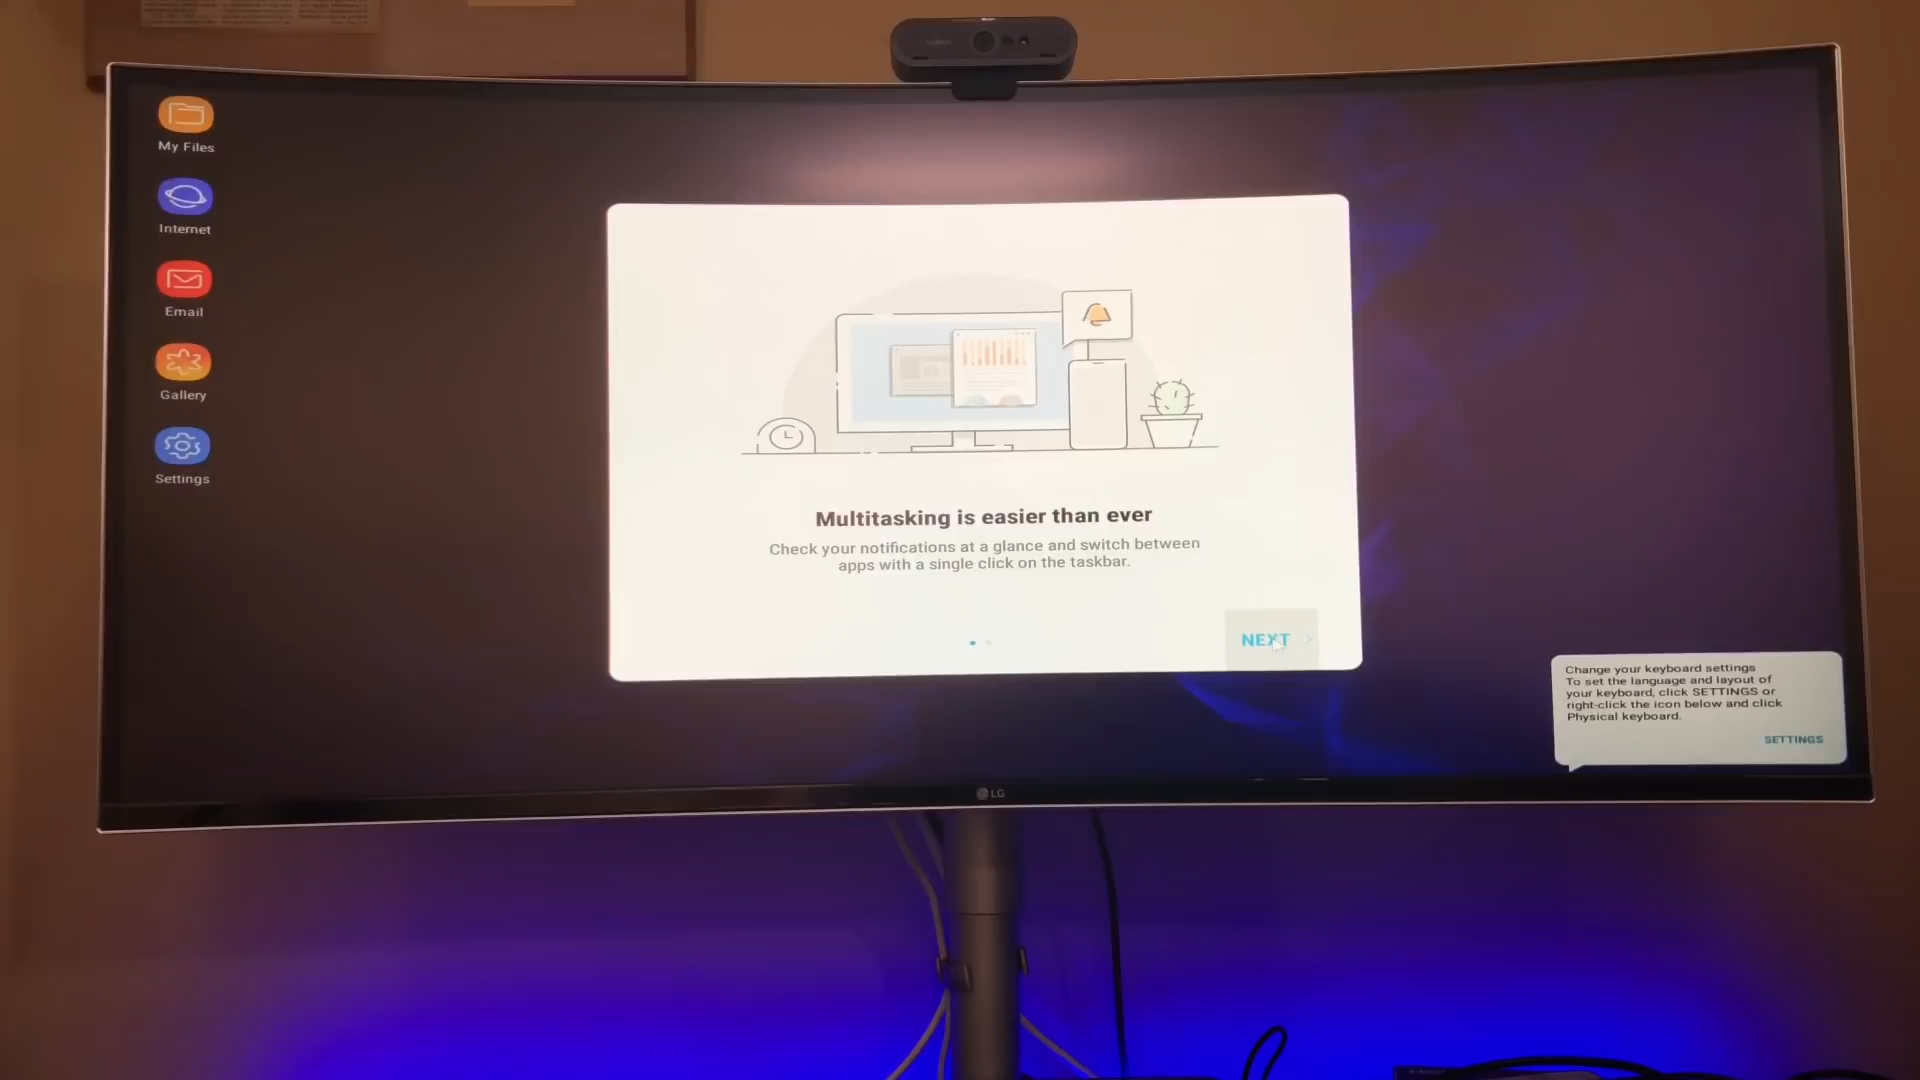 My Files
Internet
Email
Gallery
Settings
Multitasking is easier than ever
Check your notifications at a glance and switch between
apps with a single click on the taskbar.
NEXT >
Change your keyboard settings
To set the language and layout of
your keyboard, click SETTINGS or
right-click the icon below and click
Physical keyboard.
SETTINGS
LG